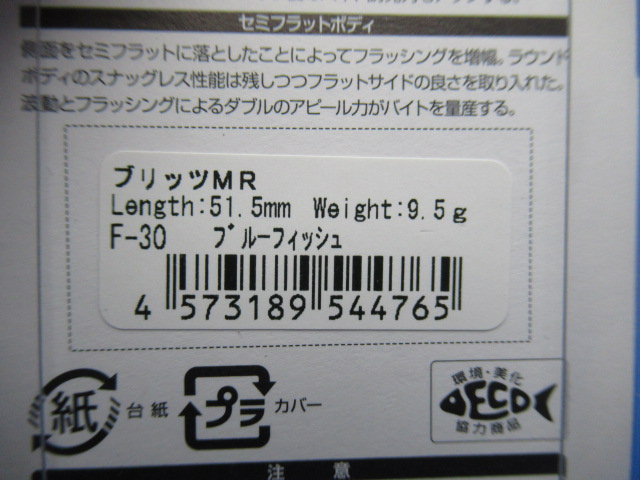 セミフラットボディ
側面をセミフラットに落としたことによってフラッシングを増幅。ラウンド
ボディのスナッグレス性能は残しつつフラットサイドの良さを取り入れた。
波動とフラッシングによるダブルのアピール力がバイトを量産する。
ブリッツMR
Length:51.5mm Weight:9.5g
F-30 ブルーフィッシュ
4 573189 544765
紙 台紙 プラ カバー
環境・美化
ECO
協力商品
注意